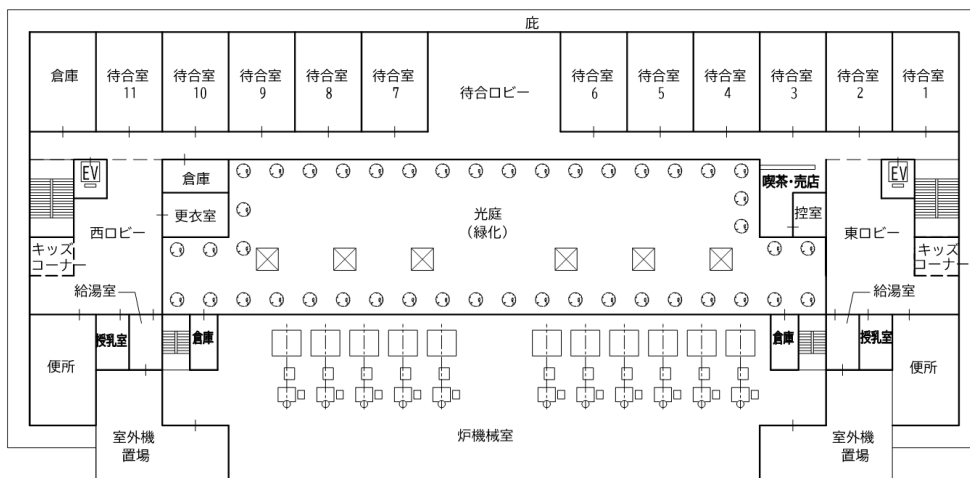 庇
倉庫
待合室
11
待合室
10
待合室
9
待合室
8
待合室
7
待合ロビー
待合室
6
待合室
5
待合室
4
待合室
3
待合室
2
待合室
1
EV
倉庫
更衣室
西ロビー
キッズ
コーナー
光庭
(緑化)
喫茶・売店
控室
EV
東ロビー
キッズ
コーナー
給湯室
給湯室
便所
授乳室
倉庫
倉庫
授乳室
便所
室外機
置場
炉機械室
室外機
置場